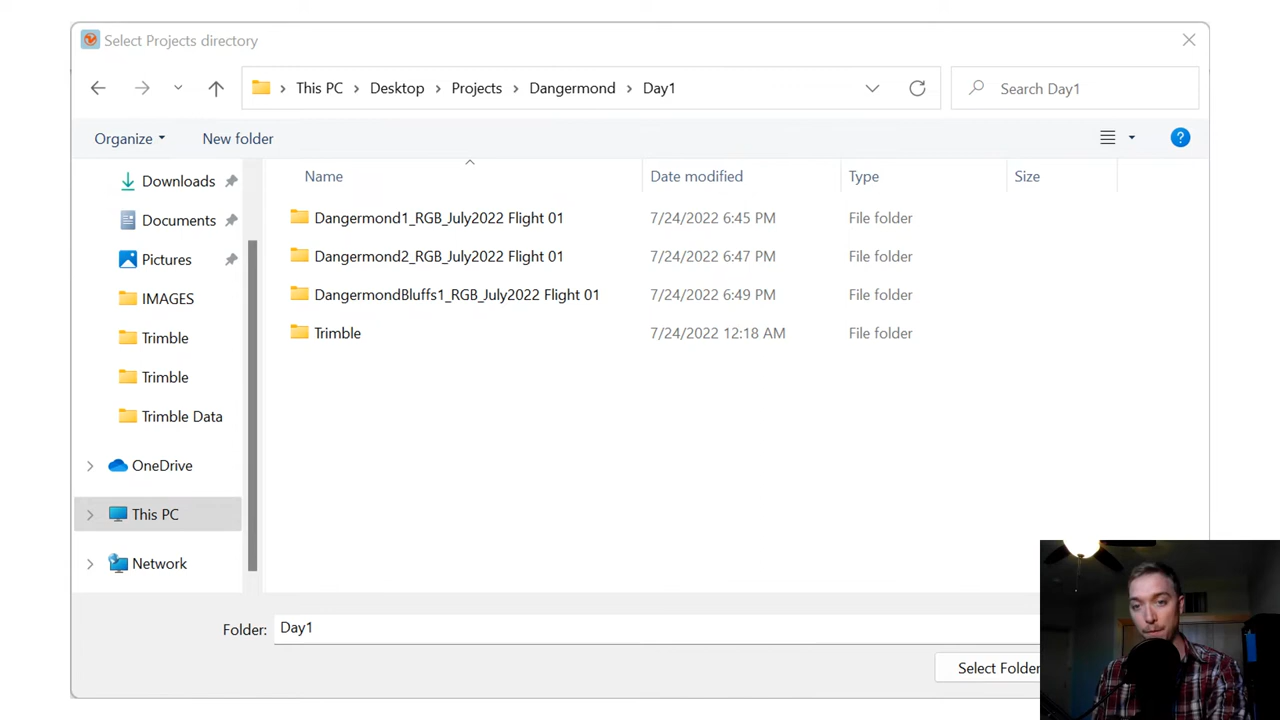 Select Projects directory
This PC > Desktop > Projects > Dangermond > Day1
Search Day1
Organize
New folder
?
Name
Date modified
Type
Size
Downloads
Documents
Pictures
IMAGES
Trimble
Trimble
Trimble Data
OneDrive
This PC
Network
Dangermond1_RGB_July2022 Flight 01
7/24/2022 6:45 PM
File folder
Dangermond2_RGB_July2022 Flight 01
7/24/2022 6:47 PM
File folder
DangermondBluffs1_RGB_July2022 Flight 01
7/24/2022 6:49 PM
File folder
Trimble
7/24/2022 12:18 AM
File folder
Folder: Day1
Select Folder